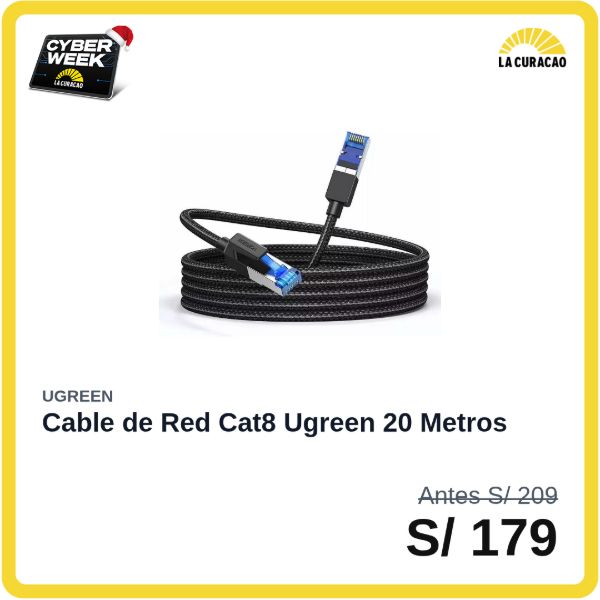 CYBER
WEEK
LA CURACAO
LA CURACAO
UGREEN
Cable de Red Cat8 Ugreen 20 Metros
Antes S/ 209
S/ 179